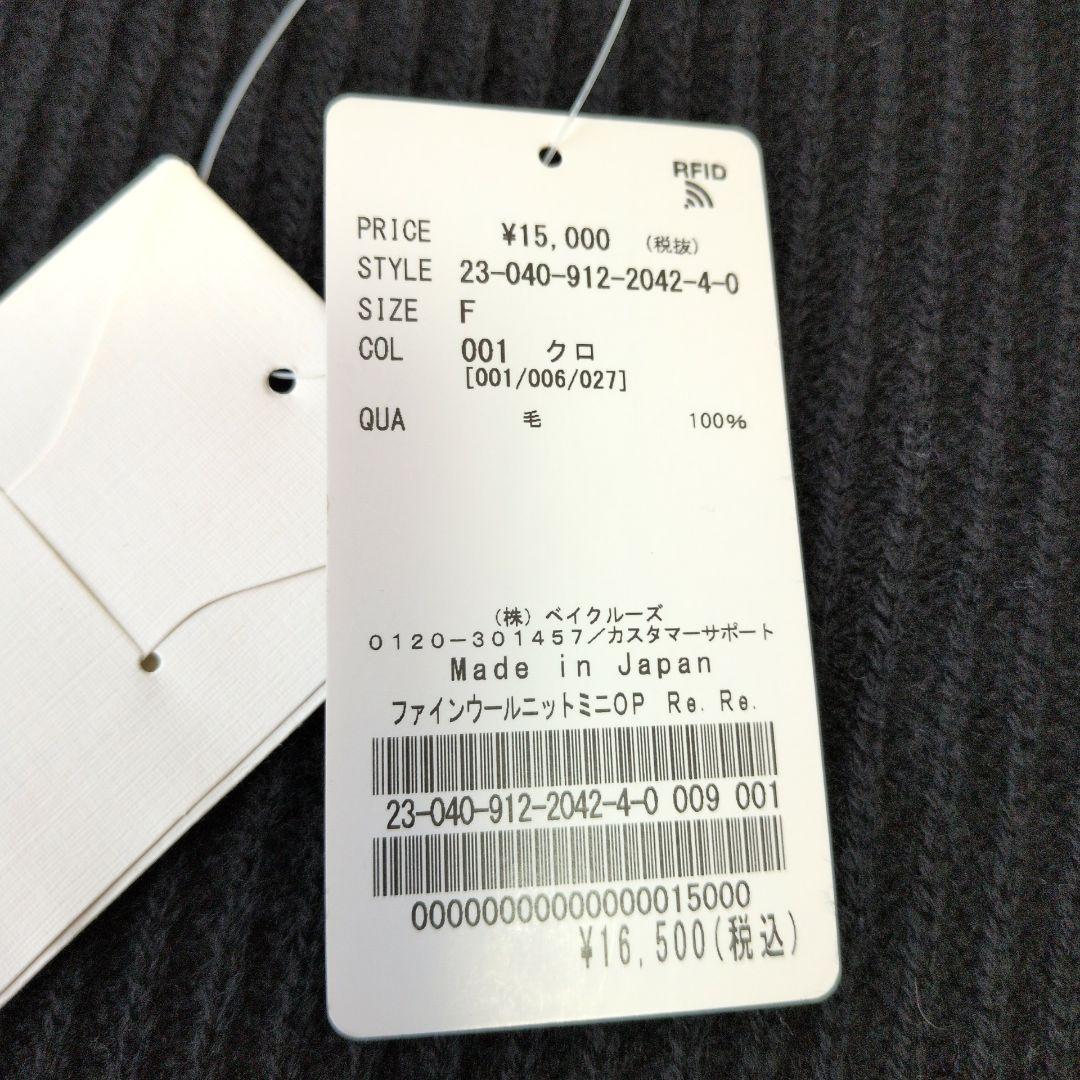 RFID
PRICE ¥15,000 (税抜)
STYLE 23-040-912-2042-4-0
SIZE F
COL 001 クロ
[001/006/027]
QUA 毛 100%
(株) ベイクルーズ
0120-301457/カスタマーサポート
Made in Japan
ファインウールニットミニOP Re. Re.
23-040-912-2042-4-0 009 001
00000000000000015000
¥16,500(税込)